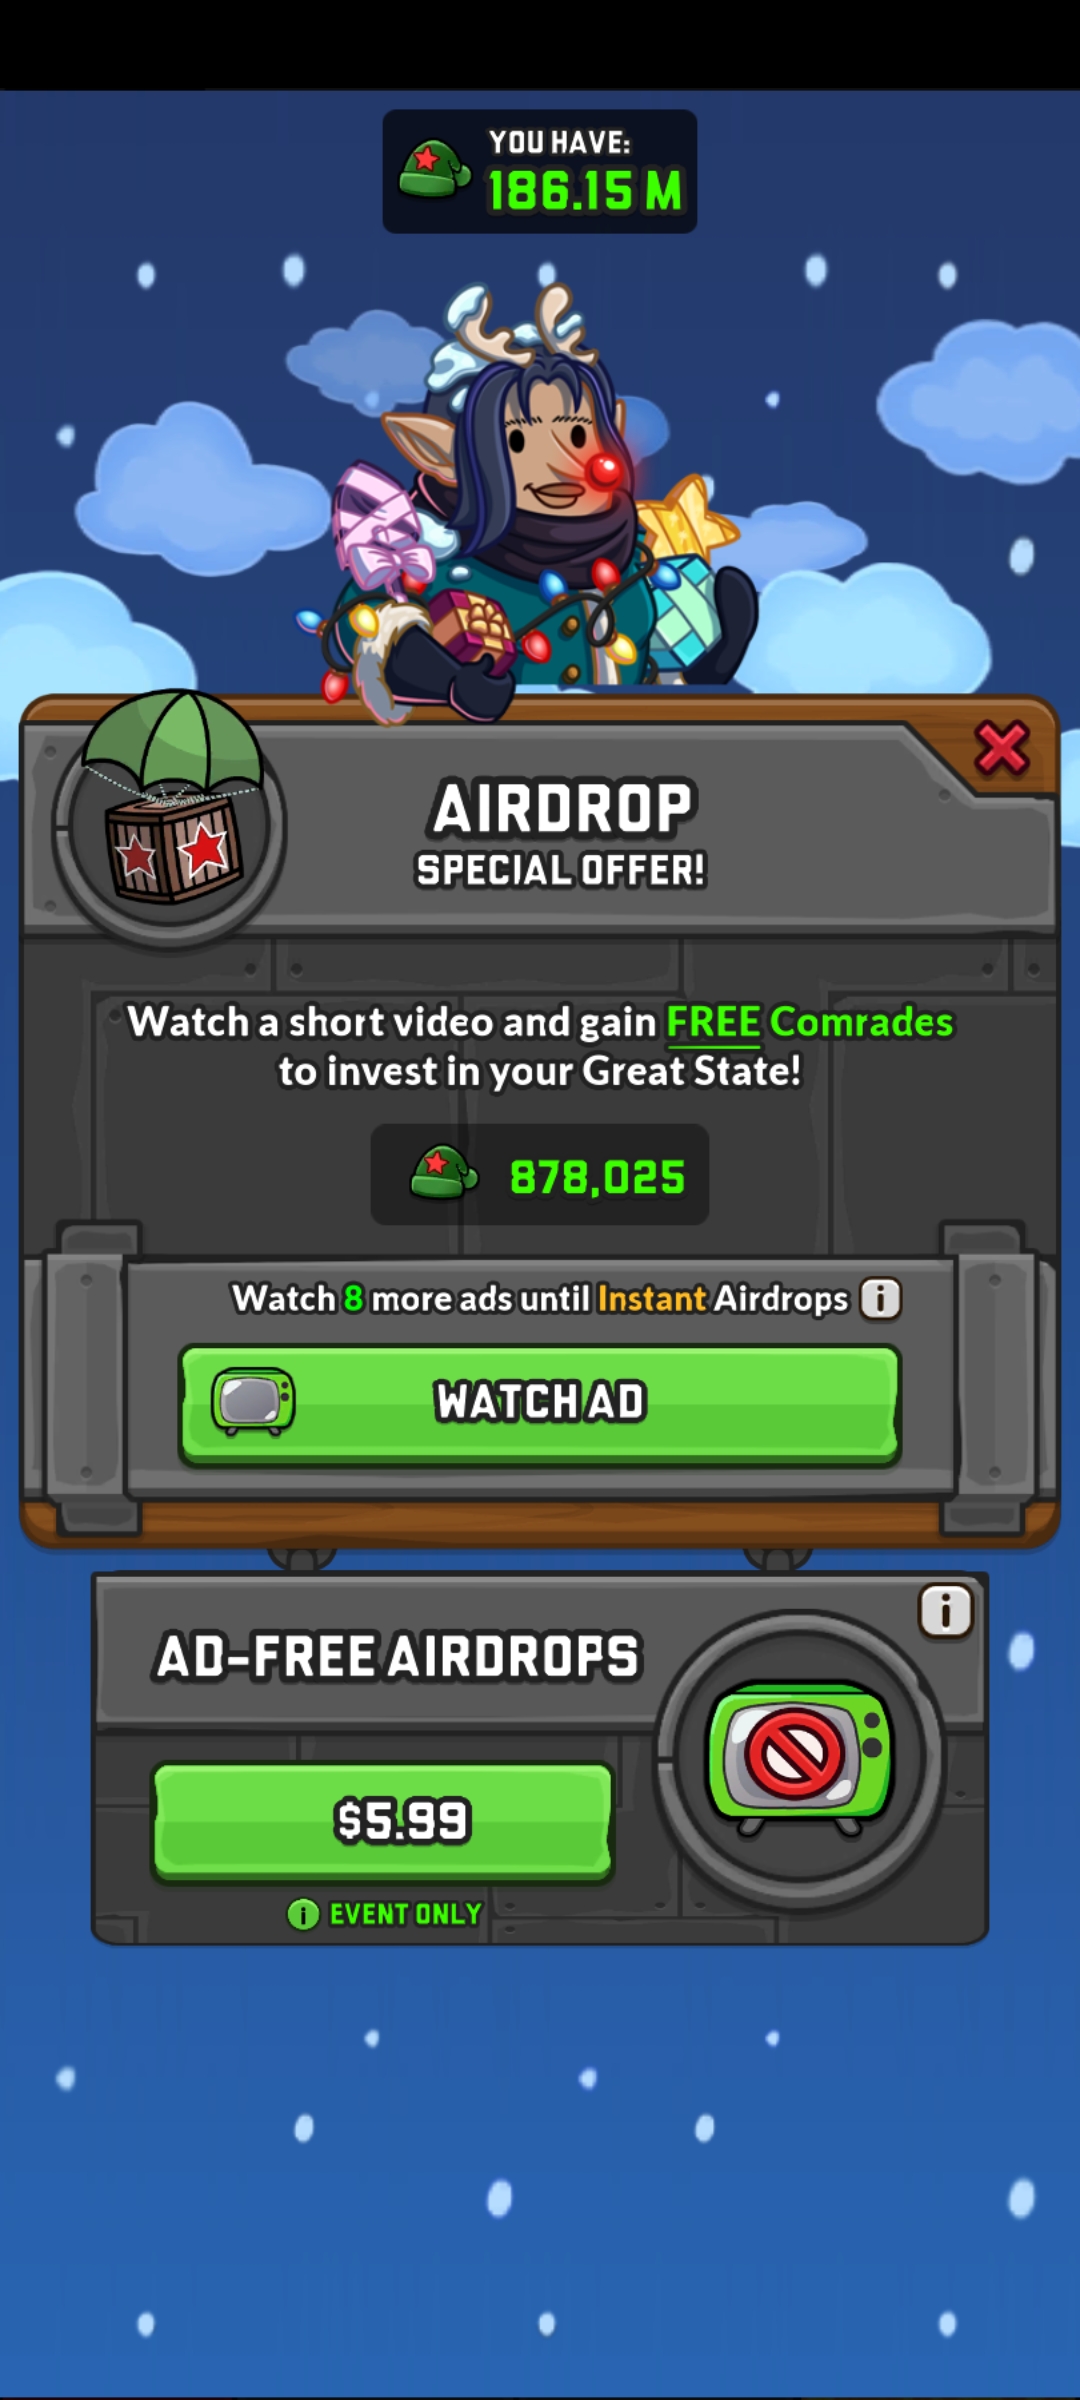 YOU HAVE:
186.15 M
AIRDROP
SPECIAL OFFER!
Watch a short video and gain FREE Comrades
to invest in your Great State!
878,025
Watch 8 more ads until Instant Airdrops i
WATCH AD
i
AD-FREE AIRDROPS
$5.99
i EVENT ONLY